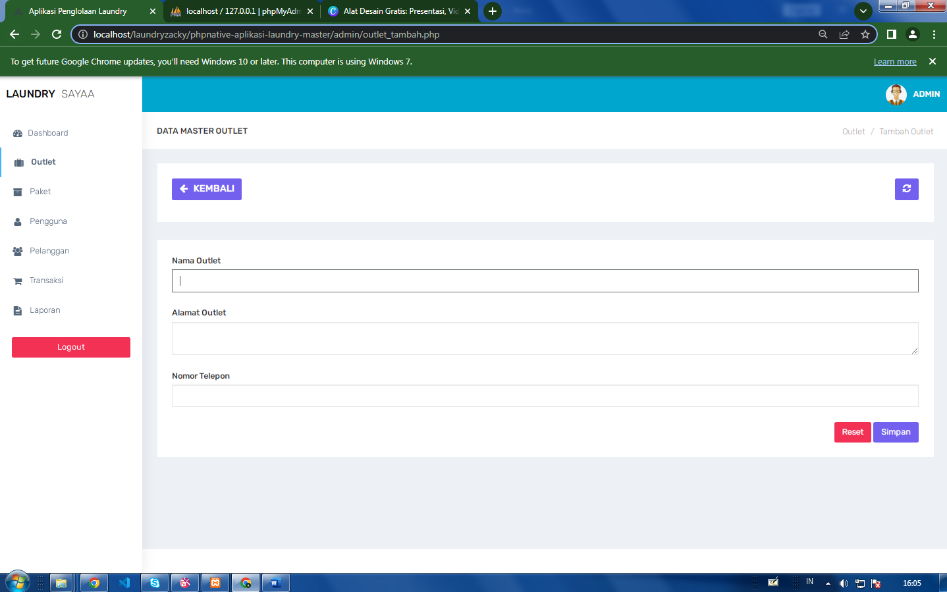 Aplikasi Penglolaan Laundry
localhost / 127.0.0.1 | phpMyAdm
Alat Desain Gratis: Presentasi, Vid
localhost/laundryzacky/phpnative-aplikasi-laundry-master/admin/outlet_tambah.php
To get future Google Chrome updates, you'll need Windows 10 or later. This computer is using Windows 7.
Learn more
LAUNDRY SAYAA
ADMIN
DATA MASTER OUTLET
Outlet / Tambah Outlet
Dashboard
Outlet
Paket
Pengguna
Pelanggan
Transaksi
Laporan
Logout
KEMBALI
Nama Outlet
Alamat Outlet
Nomor Telepon
Reset
Simpan
IN
16:05